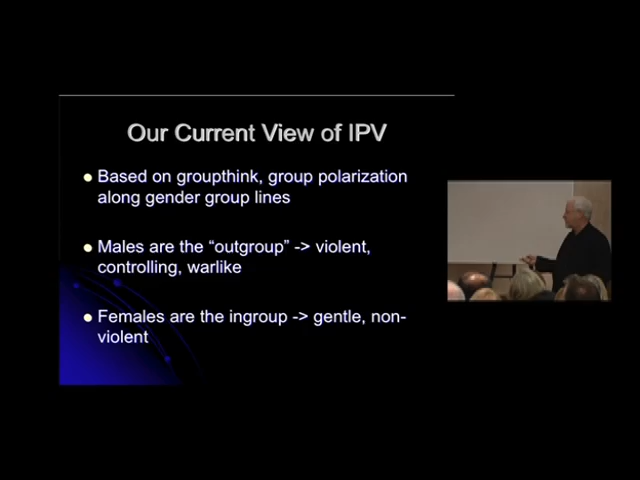 Our Current View of IPV
Based on groupthink, group polarization
along gender group lines
Males are the “outgroup” -> violent,
controlling, warlike
Females are the ingroup -> gentle, non-
violent